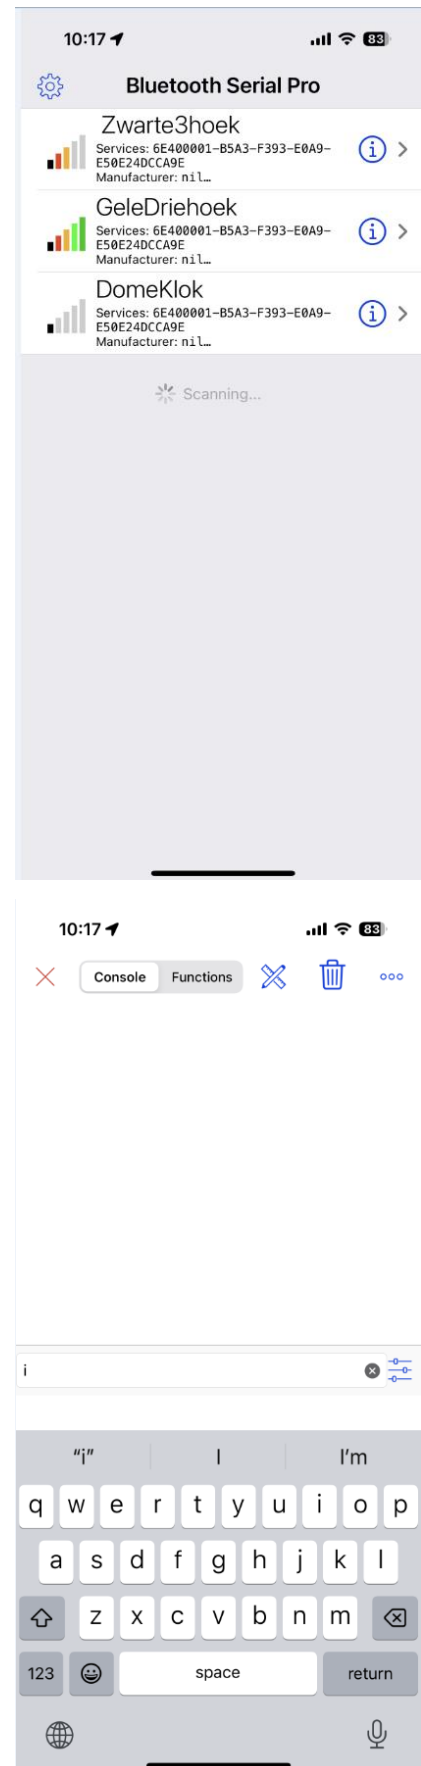 10:17
83
Bluetooth Serial Pro
Zwarte3hoek
Services: 6E400001-B5A3-F393-E0A9-
E50E24DCCA9E
Manufacturer: nil…
GeleDriehoek
Services: 6E400001-B5A3-F393-E0A9-
E50E24DCCA9E
Manufacturer: nil…
DomeKlok
Services: 6E400001-B5A3-F393-E0A9-
E50E24DCCA9E
Manufacturer: nil…
Scanning...
10:17
83
Console Functions
i
“i” I I’m
q w e r t y u i o p
a s d f g h j k l
z x c v b n m
123 space return